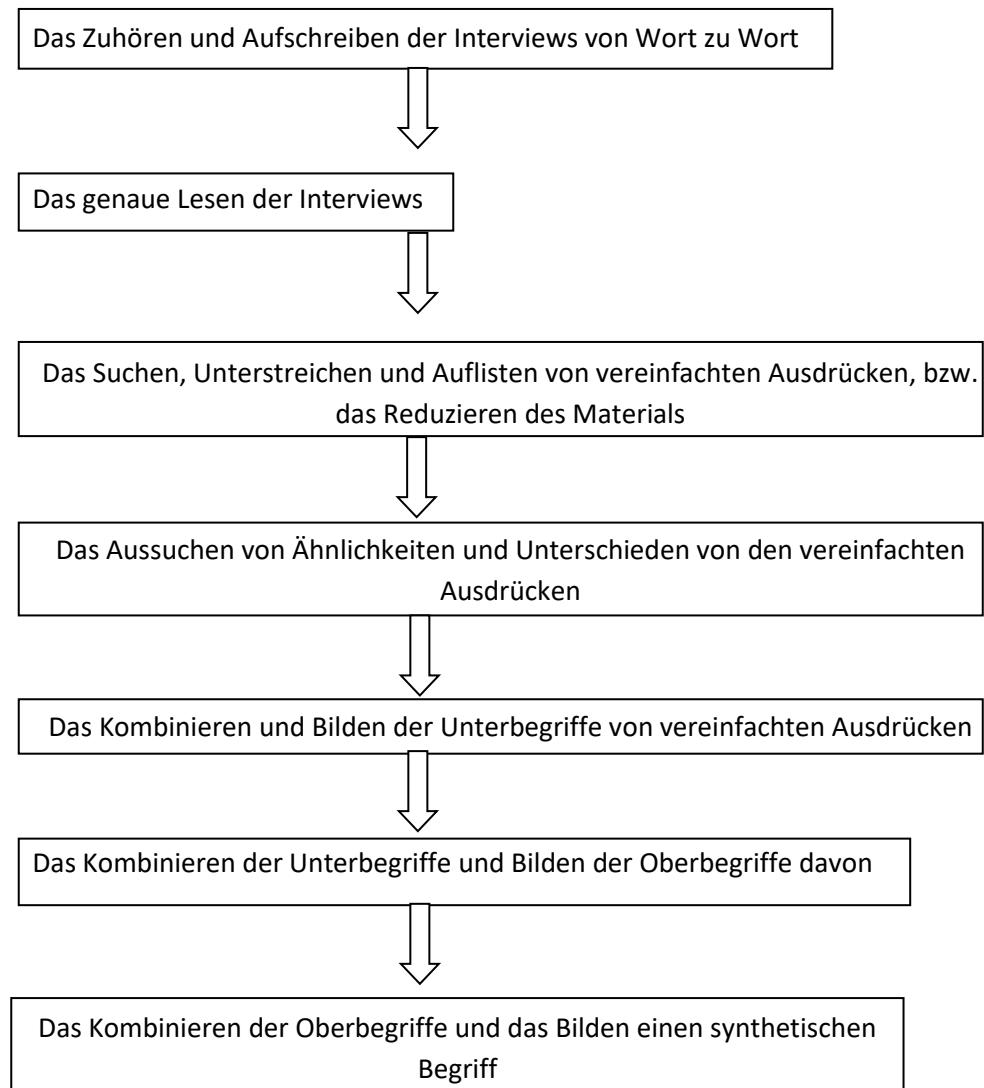 Das Zuhören und Aufschreiben der Interviews von Wort zu Wort
Das genaue Lesen der Interviews
Das Suchen, Unterstreichen und Auflisten von vereinfachten Ausdrücken, bzw.
das Reduzieren des Materials
Das Aussuchen von Ähnlichkeiten und Unterschieden von den vereinfachten
Ausdrücken
Das Kombinieren und Bilden der Unterbegriffe von vereinfachten Ausdrücken
Das Kombinieren der Unterbegriffe und Bilden der Oberbegriffe davon
Das Kombinieren der Oberbegriffe und das Bilden einen synthetischen
Begriff